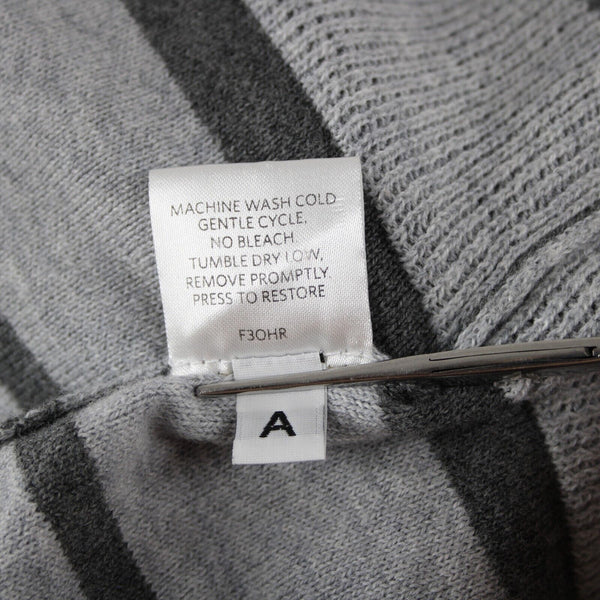 MACHINE WASH COLD
GENTLE CYCLE,
NO BLEACH
TUMBLE DRY LOW,
REMOVE PROMPTLY
PRESS TO RESTORE
F3OHR
A